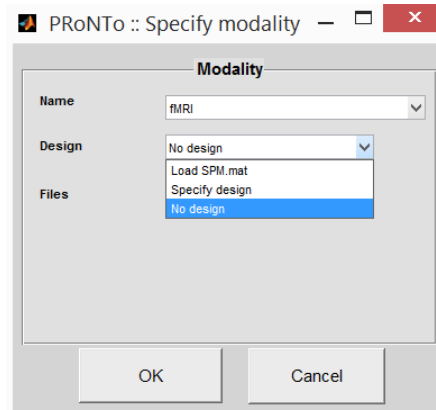 PRoNTo :: Specify modality
Modality
Name
fMRI
Design
No design
Load SPM.mat
Specify design
Files
No design
OK
Cancel